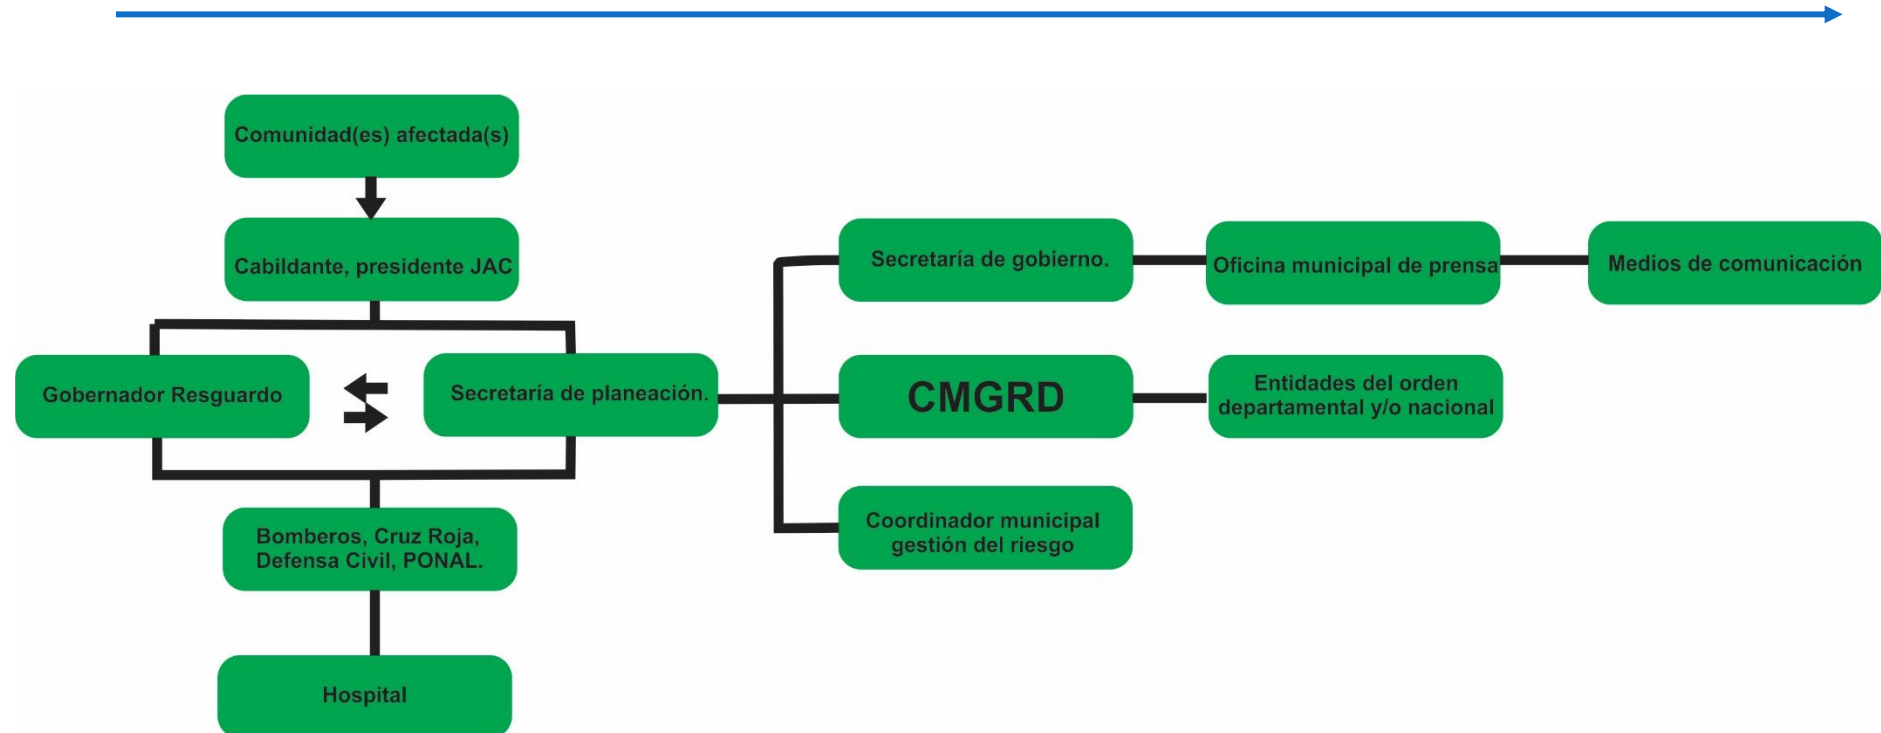 Comunidad(es) afectada(s)
Cabildante, presidente JAC
Secretaría de gobierno.
Oficina municipal de prensa
Medios de comunicación
Gobernador Resguardo
Secretaría de planeación.
CMGRD
Entidades del orden
departamental y/o nacional
Bomberos, Cruz Roja,
Defensa Civil, PONAL.
Coordinador municipal
gestión del riesgo
Hospital